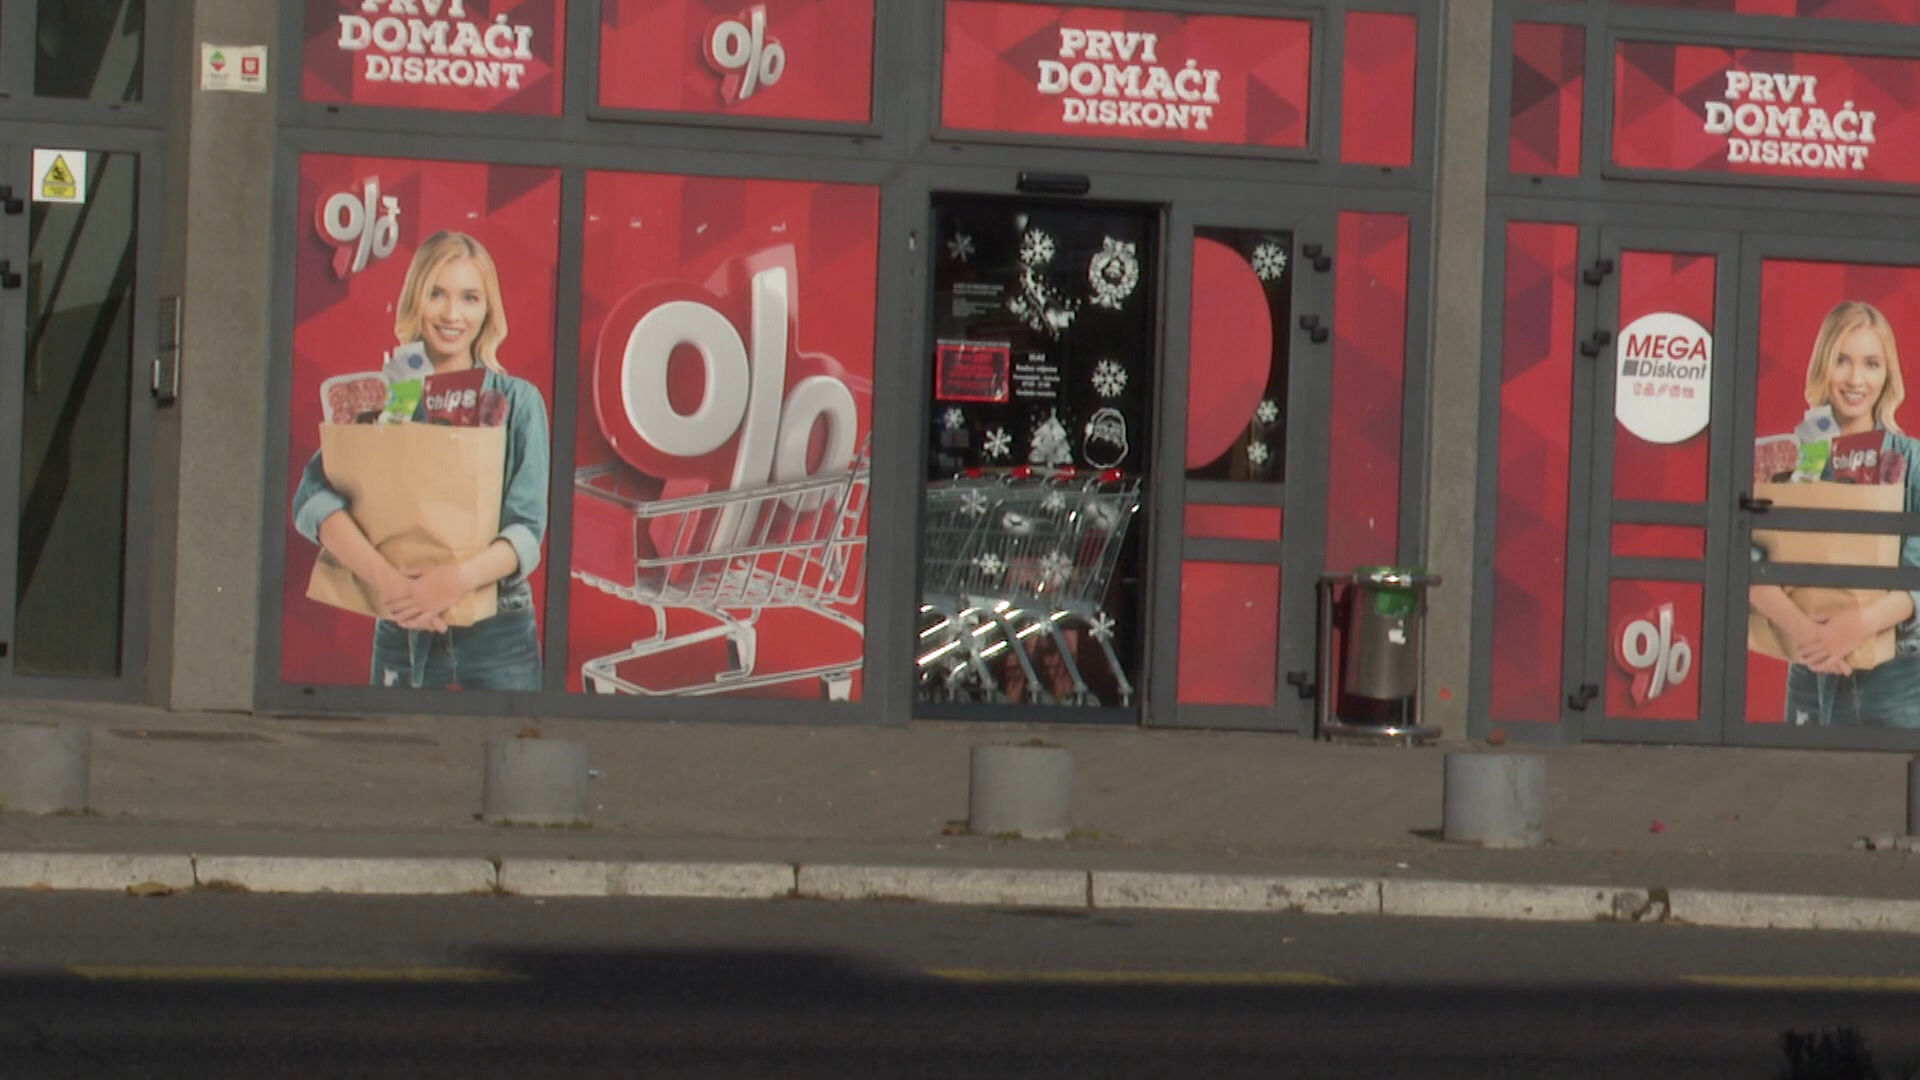 PRVI
DOMAĆI
DISKONT
%
PRVI
DOMAĆI
DISKONT
PRVI
DOMAĆI
DISKONT
%
chips
%
MEGA
Diskont
chips
%